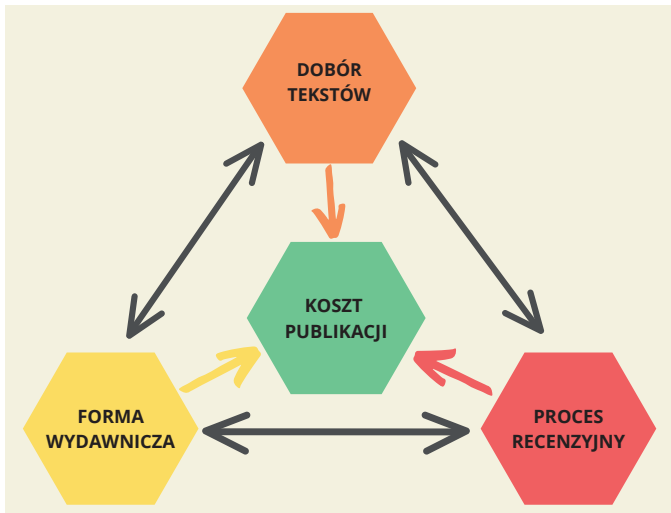 DOBÓR
TEKSTÓW
KOSZT
PUBLIKACJI
FORMA
WYDAWNICZA
PROCES
RECENZYJNY